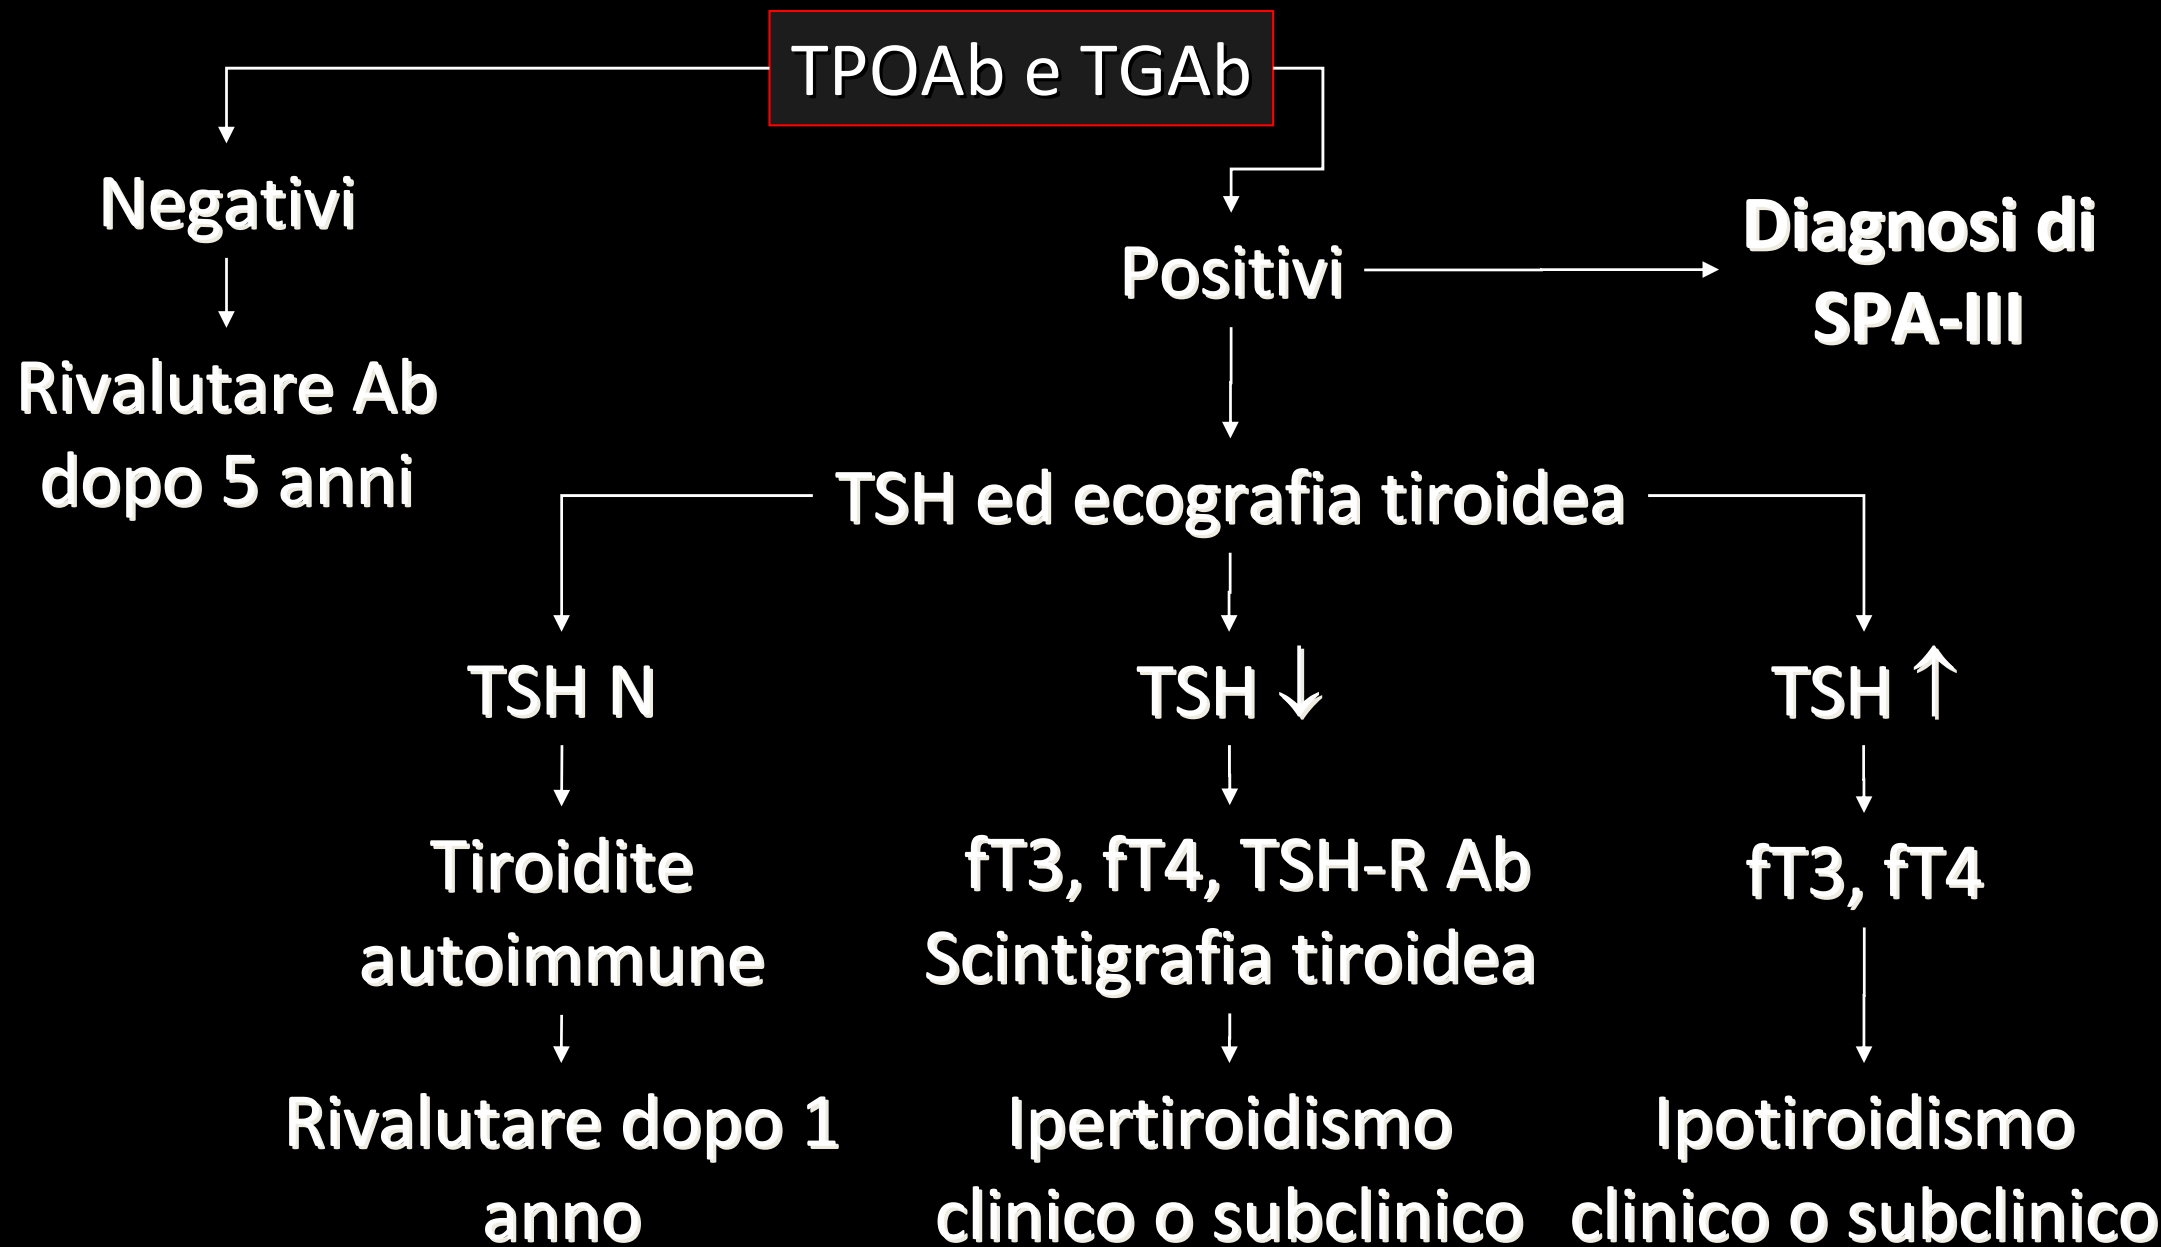 TPOAb e TGAb
Negativi
Rivalutare Ab
dopo 5 anni
Positivi
Diagnosi di
SPA-III
TSH ed ecografia tiroidea
TSH N
Tiroidite
autoimmune
Rivalutare dopo 1
anno
TSH ↓
fT3, fT4, TSH-R Ab
Scintigrafia tiroidea
Ipertiroidismo
clinico o subclinico
TSH ↑
fT3, fT4
Ipotiroidismo
clinico o subclinico